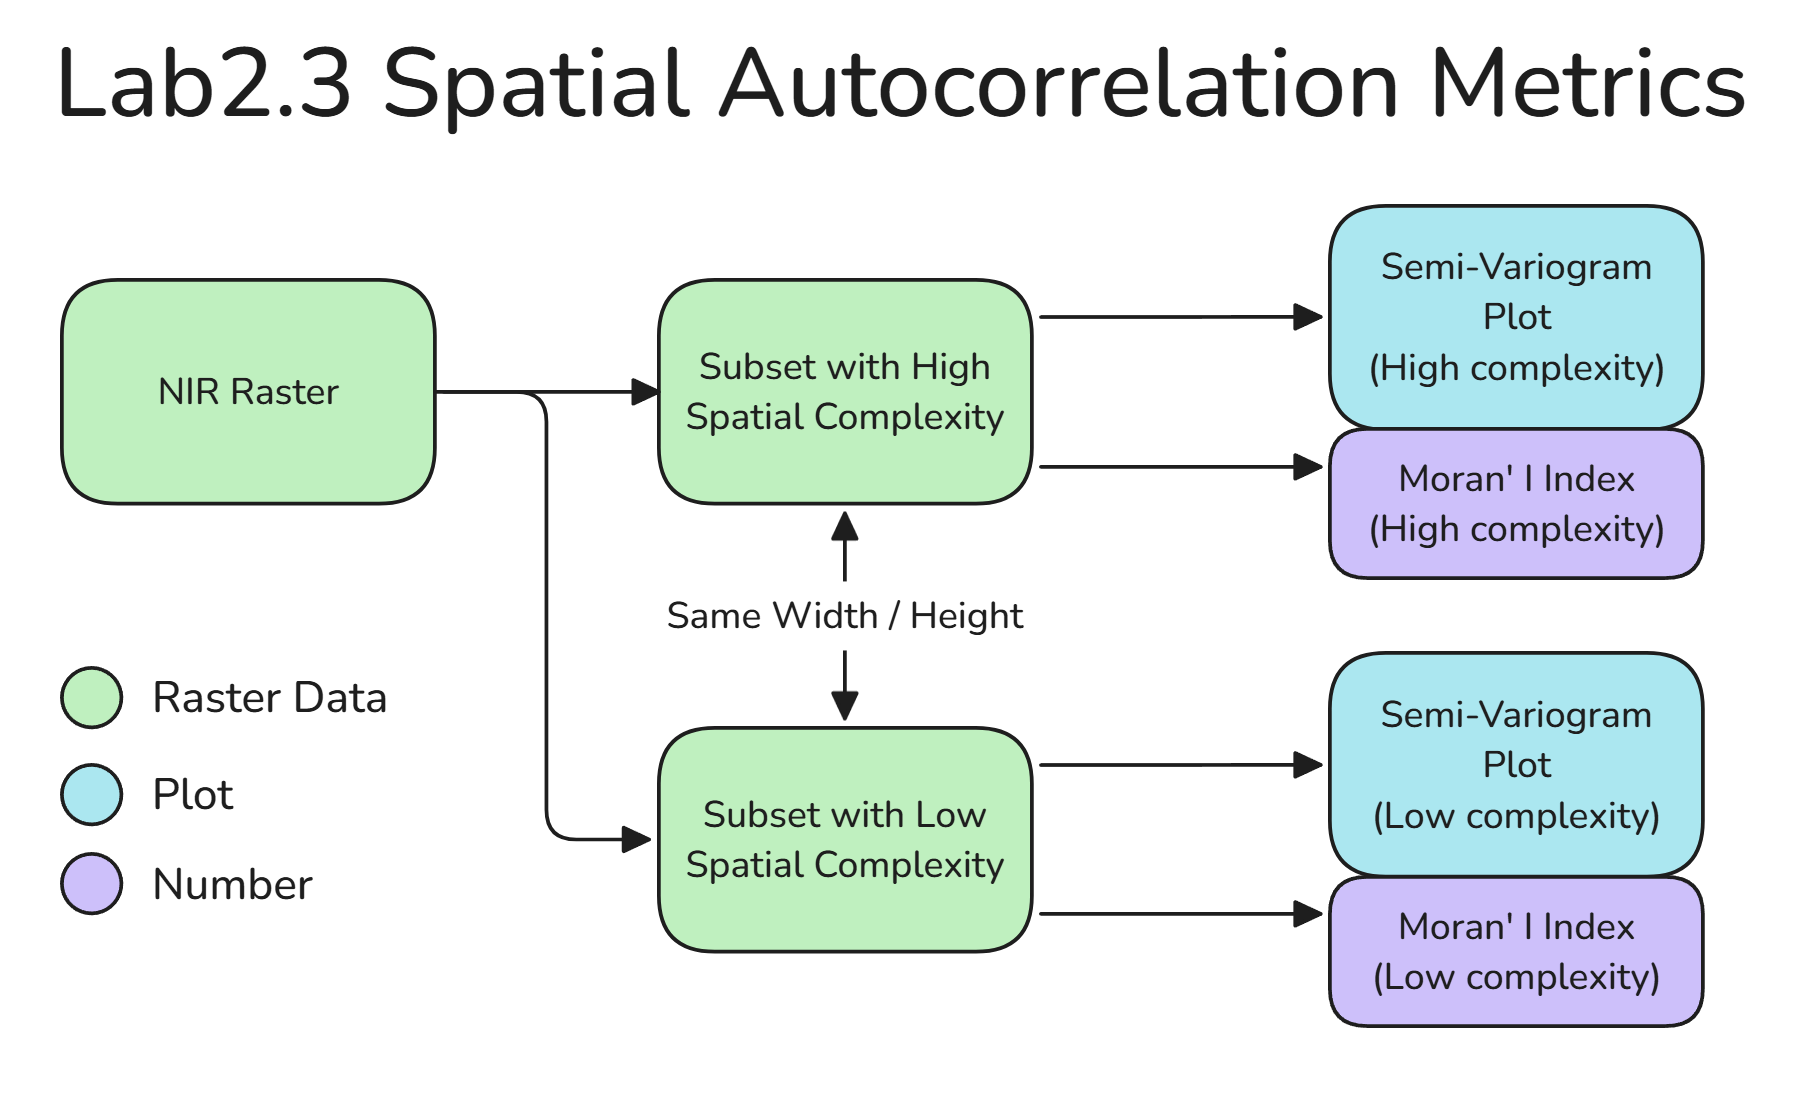 Lab2.3 Spatial Autocorrelation Metrics
NIR Raster
Subset with High
Spatial Complexity
Semi-Variogram
Plot
(High complexity)
Moran' I Index
(High complexity)
Same Width / Height
Subset with Low
Spatial Complexity
Semi-Variogram
Plot
(Low complexity)
Moran' I Index
(Low complexity)
Raster Data
Plot
Number